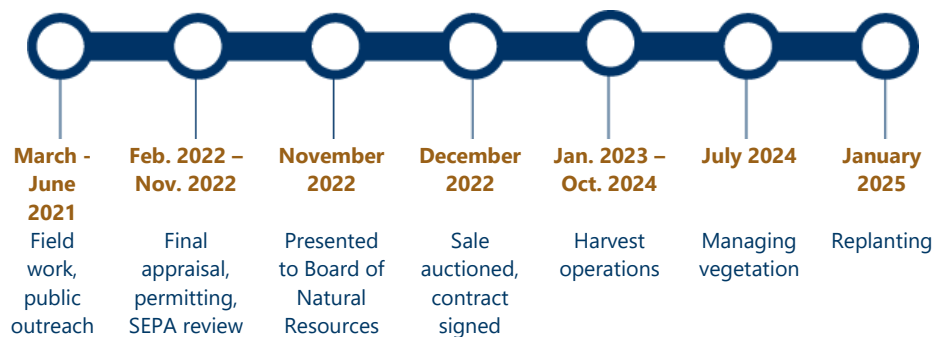 March -
June
2021
Field
work,
public
outreach
Feb. 2022 –
Nov. 2022
Final
appraisal,
permitting,
SEPA review
November
2022
Presented
to Board of
Natural
Resources
December
2022
Sale
auctioned,
contract
signed
Jan. 2023 –
Oct. 2024
Harvest
operations
July 2024
Managing
vegetation
January
2025
Replanting